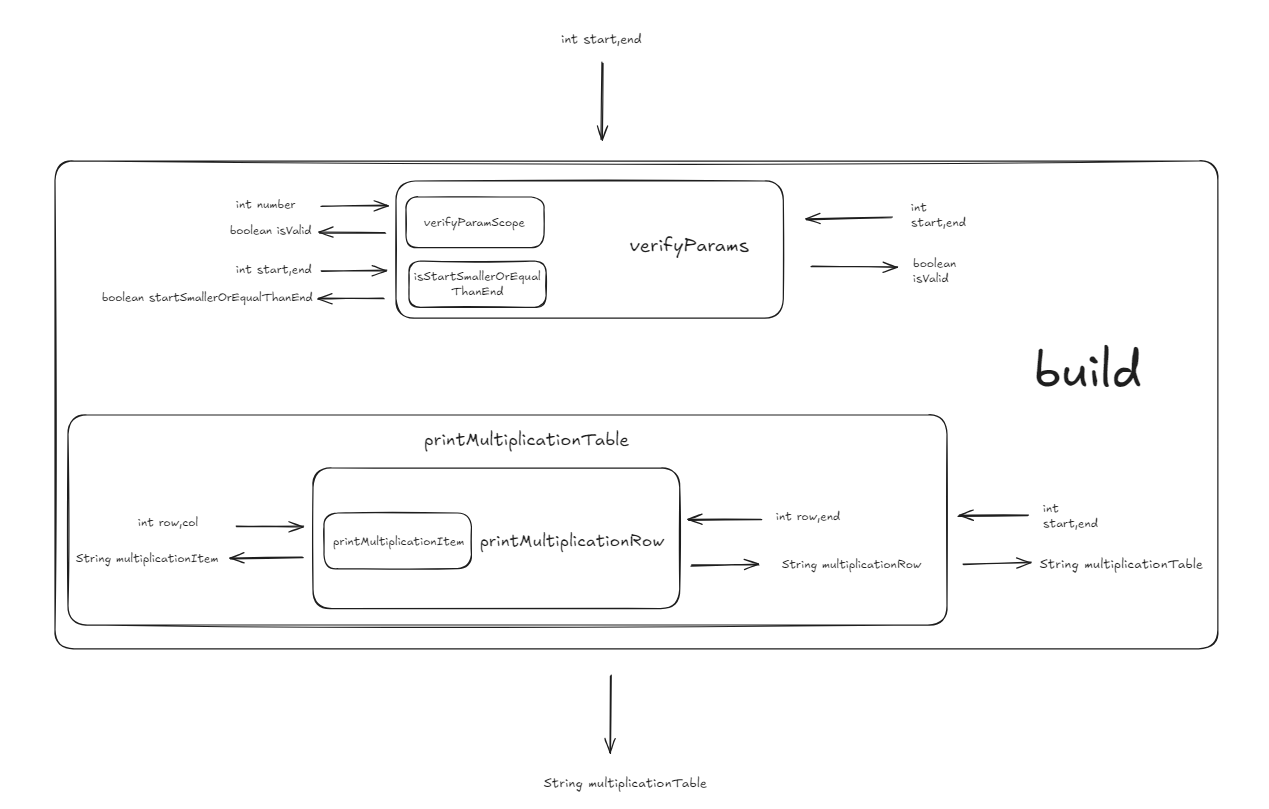 int start,end
int number
boolean isValid
int start,end
boolean startSmallerOrEqualThanEnd
verifyParamScope
isStartSmallerOrEqual
ThanEnd
verifyParams
int
start,end
boolean
isValid
build
printMultiplicationTable
int row,col
String multiplicationItem
printMultiplicationItem
printMultiplicationRow
int row,end
String multiplicationRow
int
start,end
String multiplicationTable
String multiplicationTable